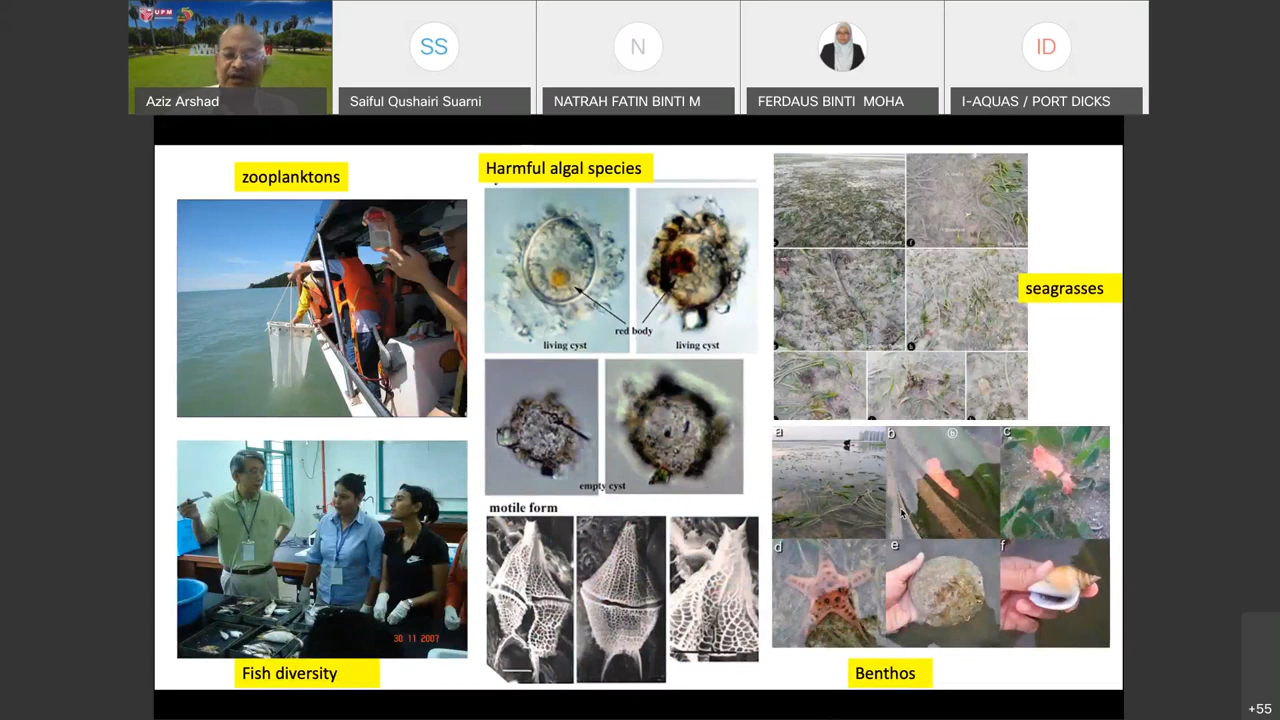 UPM
SS
N
ID
Aziz Arshad
Saiful Qushairi Suarni
NATRAH FATIN BINTI M
FERDAUS BINTI MOHA
I-AQUAS / PORT DICKS
zooplanktons
Harmful algal species
seagrasses
red body
living cyst
living cyst
empty cyst
motile form
a
b
b
c
d
e
f
30 11 2007
Fish diversity
Benthos
+55